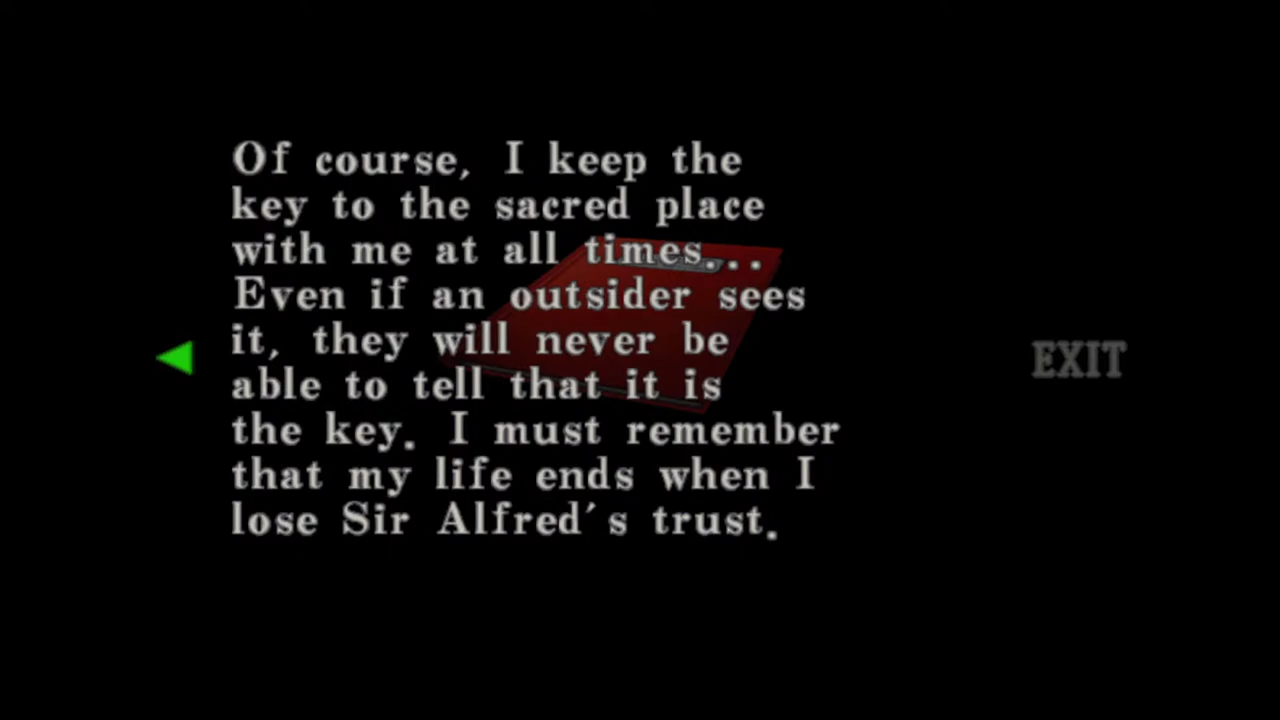 Of course, I keep the
key to the sacred place
with me at all times...
Even if an outsider sees
it, they will never be
able to tell that it is
the key. I must remember
that my life ends when I
lose Sir Alfred's trust.
EXIT